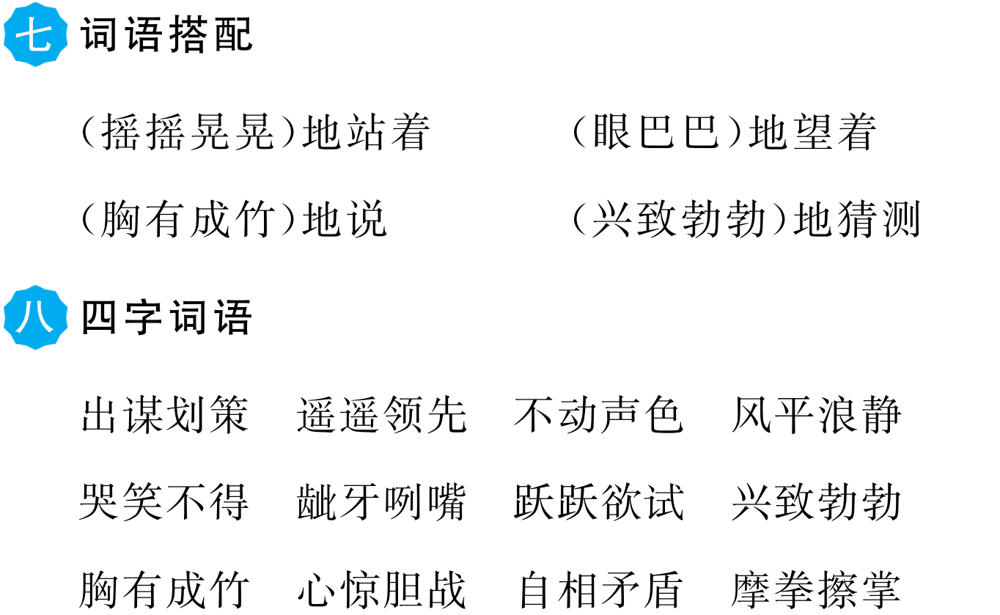 七 词语搭配
（摇摇晃晃）地站着 （眼巴巴）地望着
（胸有成竹）地说 （兴致勃勃）地猜测
八 四字词语
出谋划策 遥遥领先 不动声色 风平浪静
哭笑不得 龇牙咧嘴 跃跃欲试 兴致勃勃
胸有成竹 心惊胆战 自相矛盾 摩拳擦掌